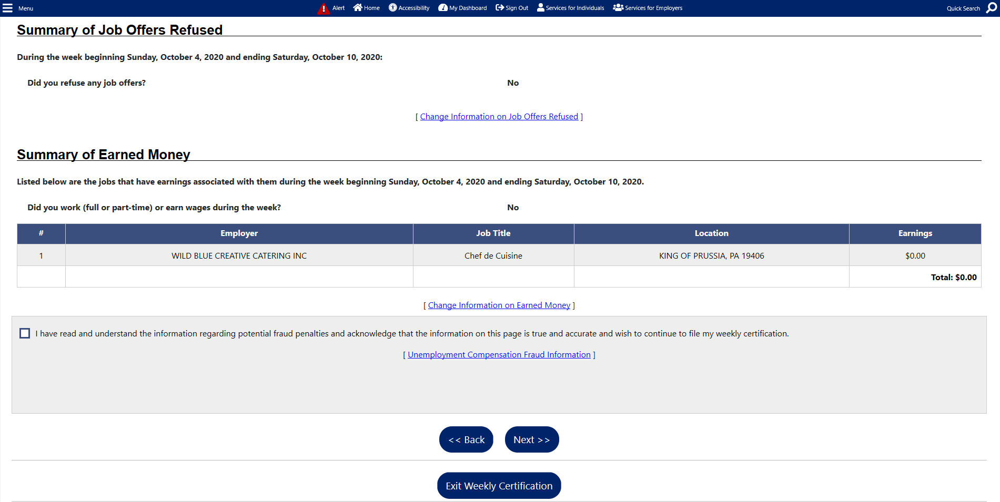 Menu
Alert Home Accessibility My Dashboard Sign Out Services for Individuals Services for Employers
Quick Search
Summary of Job Offers Refused
During the week beginning Sunday, October 4, 2020 and ending Saturday, October 10, 2020:
Did you refuse any job offers? No
[ Change Information on Job Offers Refused ]
Summary of Earned Money
Listed below are the jobs that have earnings associated with them during the week beginning Sunday, October 4, 2020 and ending Saturday, October 10, 2020.
Did you work (full or part-time) or earn wages during the week? No
# Employer Job Title Location Earnings
1 WILD BLUE CREATIVE CATERING INC Chef de Cuisine KING OF PRUSSIA, PA 19406 $0.00
Total: $0.00
[ Change Information on Earned Money ]
I have read and understand the information regarding potential fraud penalties and acknowledge that the information on this page is true and accurate and wish to continue to file my weekly certification.
[ Unemployment Compensation Fraud Information ]
<< Back Next >>
Exit Weekly Certification